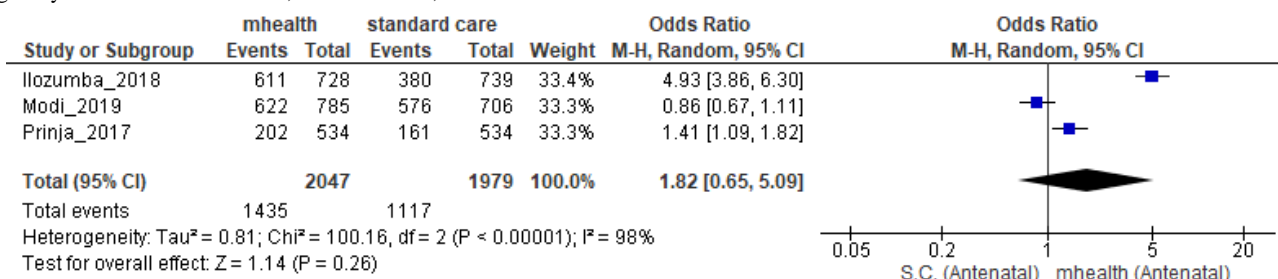 mhealth standard care Odds Ratio Odds Ratio
Study or Subgroup Events Total Events Total Weight M-H, Random, 95% CI M-H, Random, 95% CI
Ilozumba_2018 611 728 380 739 33.4% 4.93 [3.86, 6.30]
Modi_2019 622 785 576 706 33.3% 0.86 [0.67, 1.11]
Prinja_2017 202 534 161 534 33.3% 1.41 [1.09, 1.82]
Total (95% CI) 2047 1979 100.0% 1.82 [0.65, 5.09]
Total events 1435 1117
Heterogeneity: Tau² = 0.81; Chi² = 100.16, df = 2 (P < 0.00001); I² = 98%
Test for overall effect: Z = 1.14 (P = 0.26)
0.05 0.2 1 5 20
S.C. (Antenatal) mhealth (Antenatal)